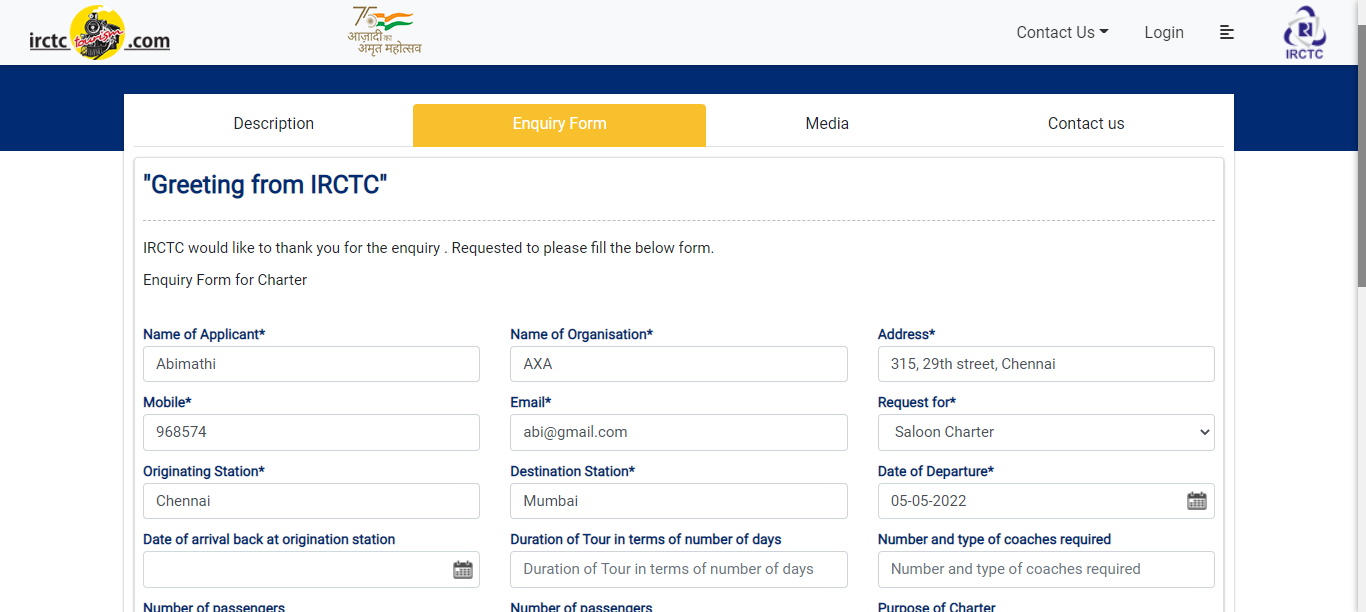 irctc tourism .com
75
आज़ादी का
अमृत महोत्सव
Contact Us
Login
IRCTC
Description
Enquiry Form
Media
Contact us
"Greeting from IRCTC"
IRCTC would like to thank you for the enquiry . Requested to please fill the below form.
Enquiry Form for Charter
Name of Applicant*
Name of Organisation*
Address*
Abimathi
AXA
315, 29th street, Chennai
Mobile*
Email*
Request for*
968574
abi@gmail.com
Saloon Charter
Originating Station*
Destination Station*
Date of Departure*
Chennai
Mumbai
05-05-2022
Date of arrival back at origination station
Duration of Tour in terms of number of days
Number and type of coaches required
Duration of Tour in terms of number of days
Number and type of coaches required
Number of passengers
Number of passengers
Purpose of Charter